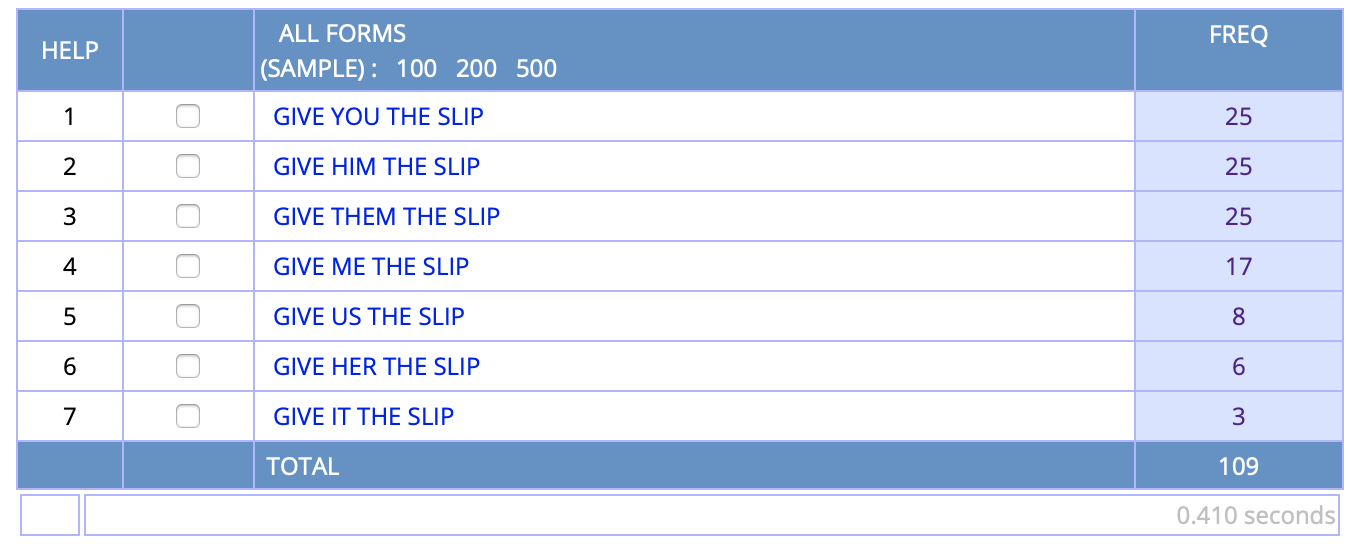 HELP ALL FORMS FREQ
(SAMPLE) : 100 200 500
1 GIVE YOU THE SLIP 25
2 GIVE HIM THE SLIP 25
3 GIVE THEM THE SLIP 25
4 GIVE ME THE SLIP 17
5 GIVE US THE SLIP 8
6 GIVE HER THE SLIP 6
7 GIVE IT THE SLIP 3
TOTAL 109
0.410 seconds